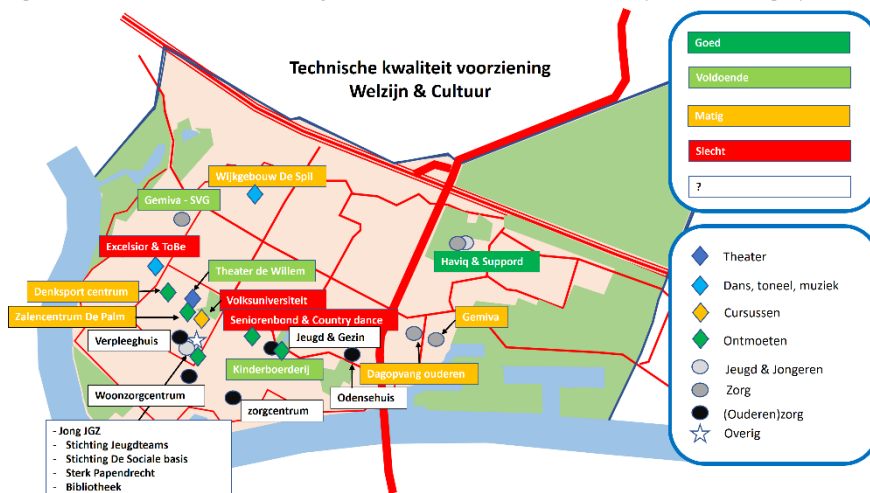 Technische kwaliteit voorziening
Welzijn & Cultuur
Goed
Voldoende
Matig
Slecht
?
Wijkgebouw De Spil
Gemiva - SVG
Excelsior & ToBe
Haviq & Suppord
Theater de Willem
Denksport centrum
Volksuniversiteit
Zalencentrum De Palm
Seniorenbond & Country dance
Gemiva
Verpleeghuis
Jeugd & Gezin
Kinderboerderij
Dagopvang ouderen
Woonzorgcentrum
Odensehuis
zorgcentrum
- Jong JGZ
- Stichting Jeugdteams
- Stichting De Sociale basis
- Sterk Papendrecht
- Bibliotheek
Theater
Dans, toneel, muziek
Cursussen
Ontmoeten
Jeugd & Jongeren
Zorg
(Ouderen)zorg
Overig